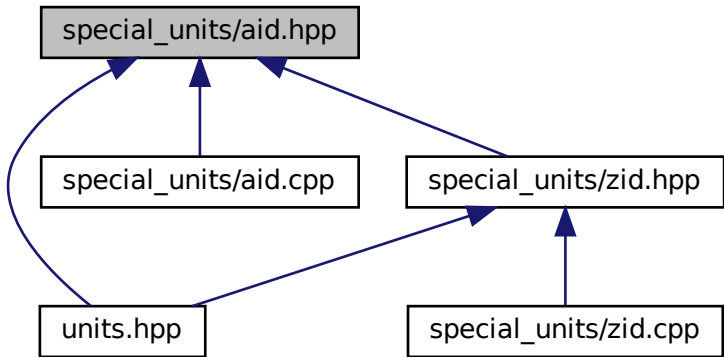 special_units/aid.hpp
special_units/aid.cpp
special_units/zid.hpp
units.hpp
special_units/zid.cpp